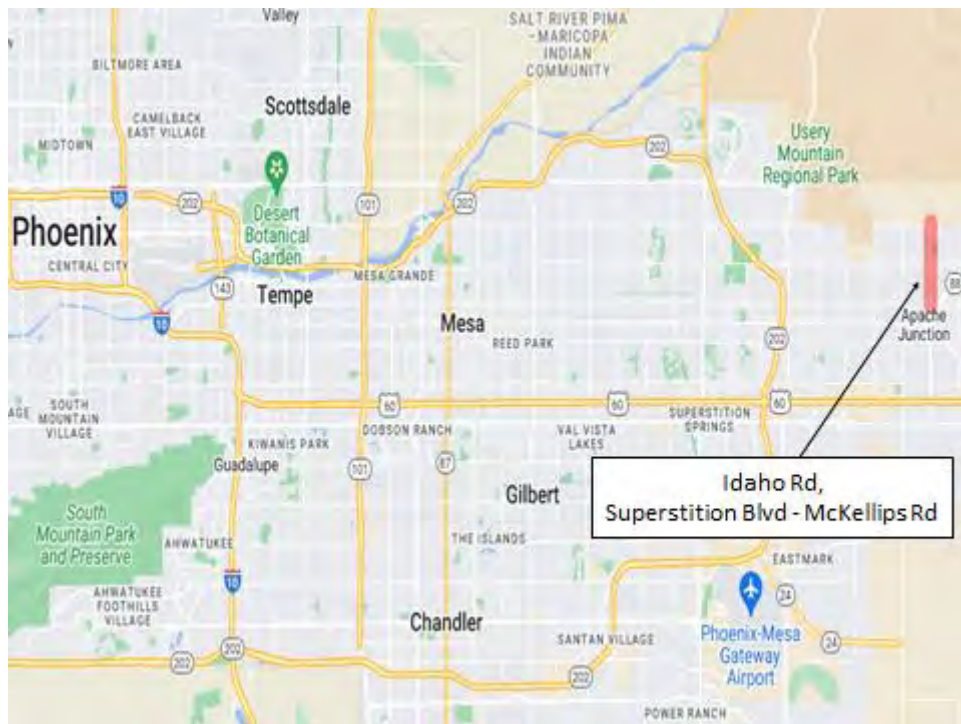 Valley
SALT RIVER PIMA
-MARICOPA
INDIAN
COMMUNITY
BILTMORE AREA
Scottsdale
CAMELBACK
EAST VILLAGE
MIDTOWN
Usery
Mountain
Regional Park
202
202
10
202
101
202
Desert
Botanical
Garden
Phoenix
CENTRAL CITY
MESA GRANDE
143
88
Tempe
10
Mesa
Apache
Junction
REED PARK
202
60
60
60
AGE
SOUTH
MOUNTAIN
VILLAGE
KIWANIS PARK
DOBSON RANCH
VAL VISTA
LAKES
SUPERSTITION
SPRINGS
Guadalupe
101
87
Idaho Rd,
Superstition Blvd - McKellips Rd
Gilbert
South
Mountain Park
and Preserve
AHWATUKEE
THE ISLANDS
EASTMARK
10
24
AHWATUKEE
FOOTHILLS
VILLAGE
Chandler
SANTAN VILLAGE
Phoenix-Mesa
Gateway
Airport
24
202
202
202
POWER RANCH